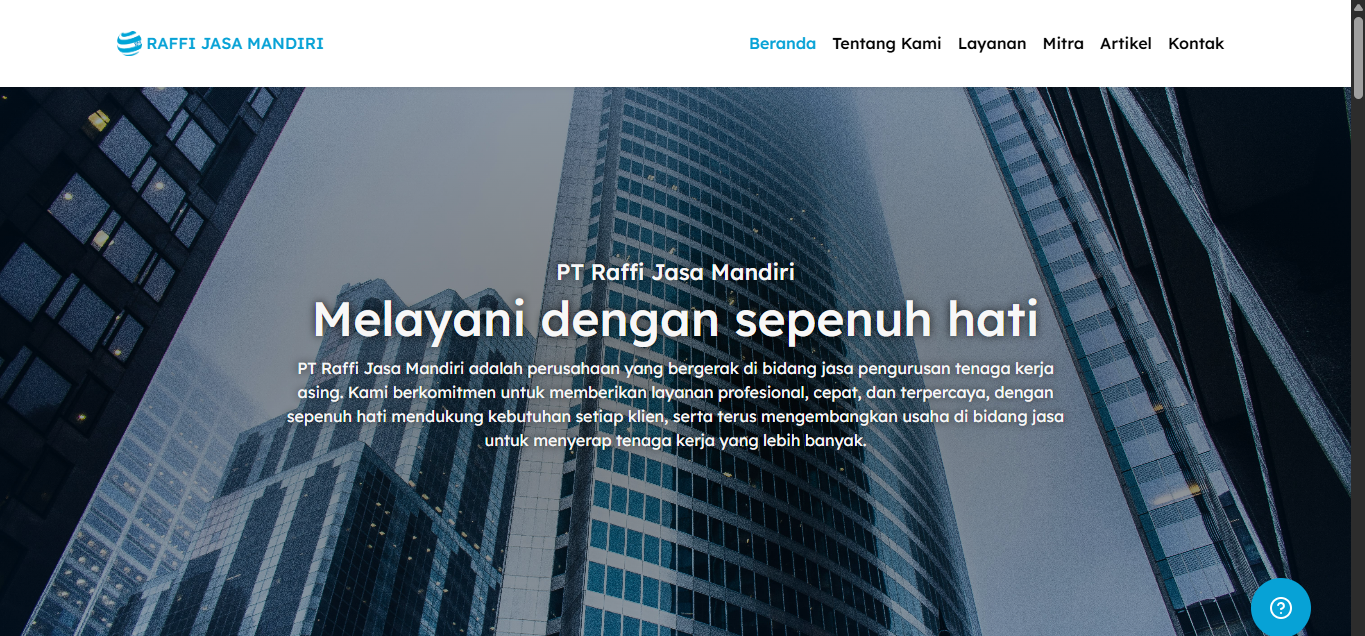 RAFFI JASA MANDIRI
Beranda Tentang Kami Layanan Mitra Artikel Kontak
PT Raffi Jasa Mandiri
Melayani dengan sepenuh hati
PT Raffi Jasa Mandiri adalah perusahaan yang bergerak di bidang jasa pengurusan tenaga kerja
asing. Kami berkomitmen untuk memberikan layanan profesional, cepat, dan terpercaya, dengan
sepenuh hati mendukung kebutuhan setiap klien, serta terus mengembangkan usaha di bidang jasa
untuk menyerap tenaga kerja yang lebih banyak.